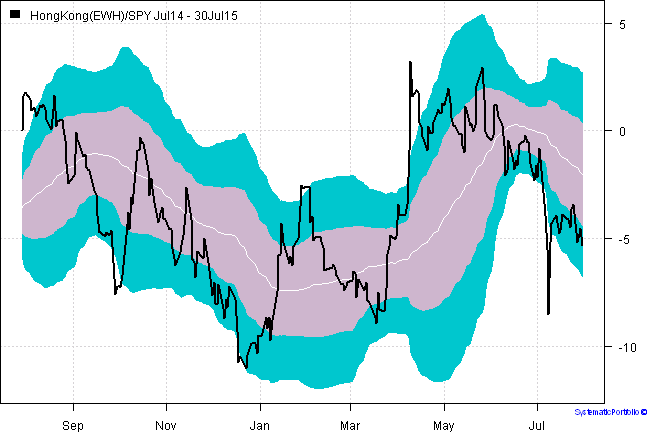 HongKong(EWH)/SPY Jul14 - 30Jul15
5
0
-5
-10
Sep
Nov
Jan
Mar
May
Jul
SystematicPortfolio ©